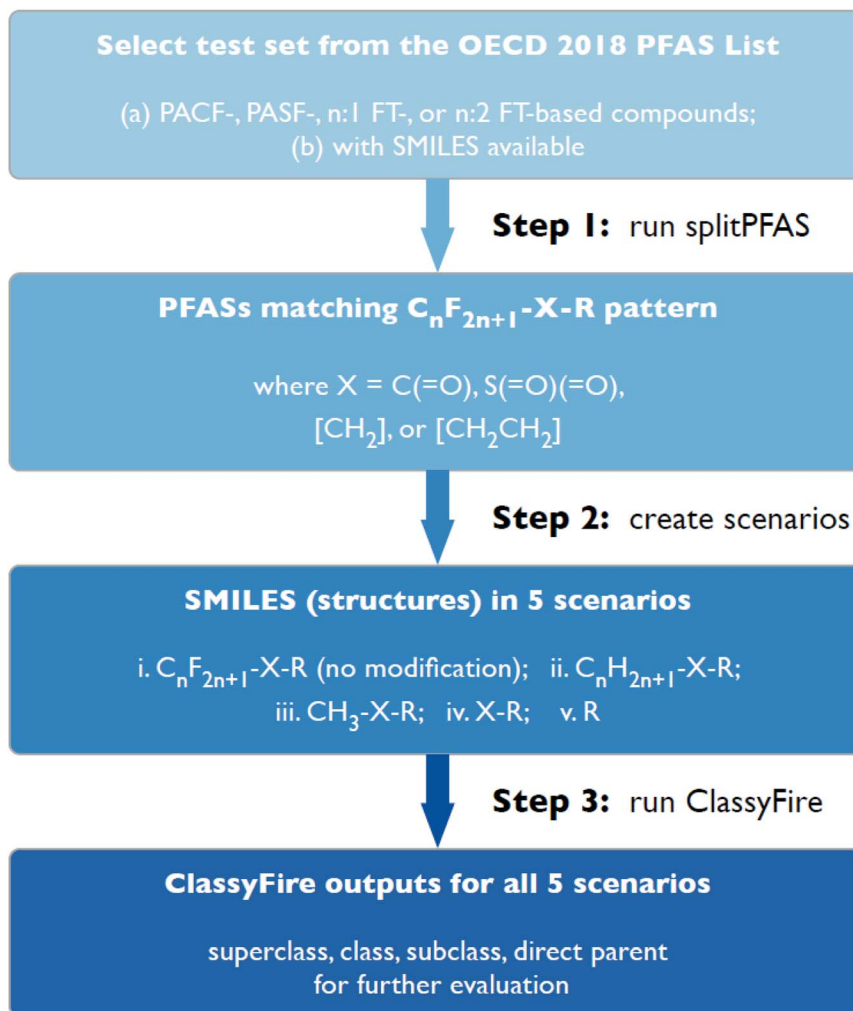 Select test set from the OECD 2018 PFAS List
(a) PACF-, PASF-, n:1 FT-, or n:2 FT-based compounds;
(b) with SMILES available
Step 1: run splitPFAS
PFASs matching CₙF₂ₙ₊₁-X-R pattern
where X = C(=O), S(=O)(=O),
[CH₂], or [CH₂CH₂]
Step 2: create scenarios
SMILES (structures) in 5 scenarios
i. CₙF₂ₙ₊₁-X-R (no modification); ii. CₙH₂ₙ₊₁-X-R;
iii. CH₃-X-R; iv. X-R; v. R
Step 3: run ClassyFire
ClassyFire outputs for all 5 scenarios
superclass, class, subclass, direct parent
for further evaluation